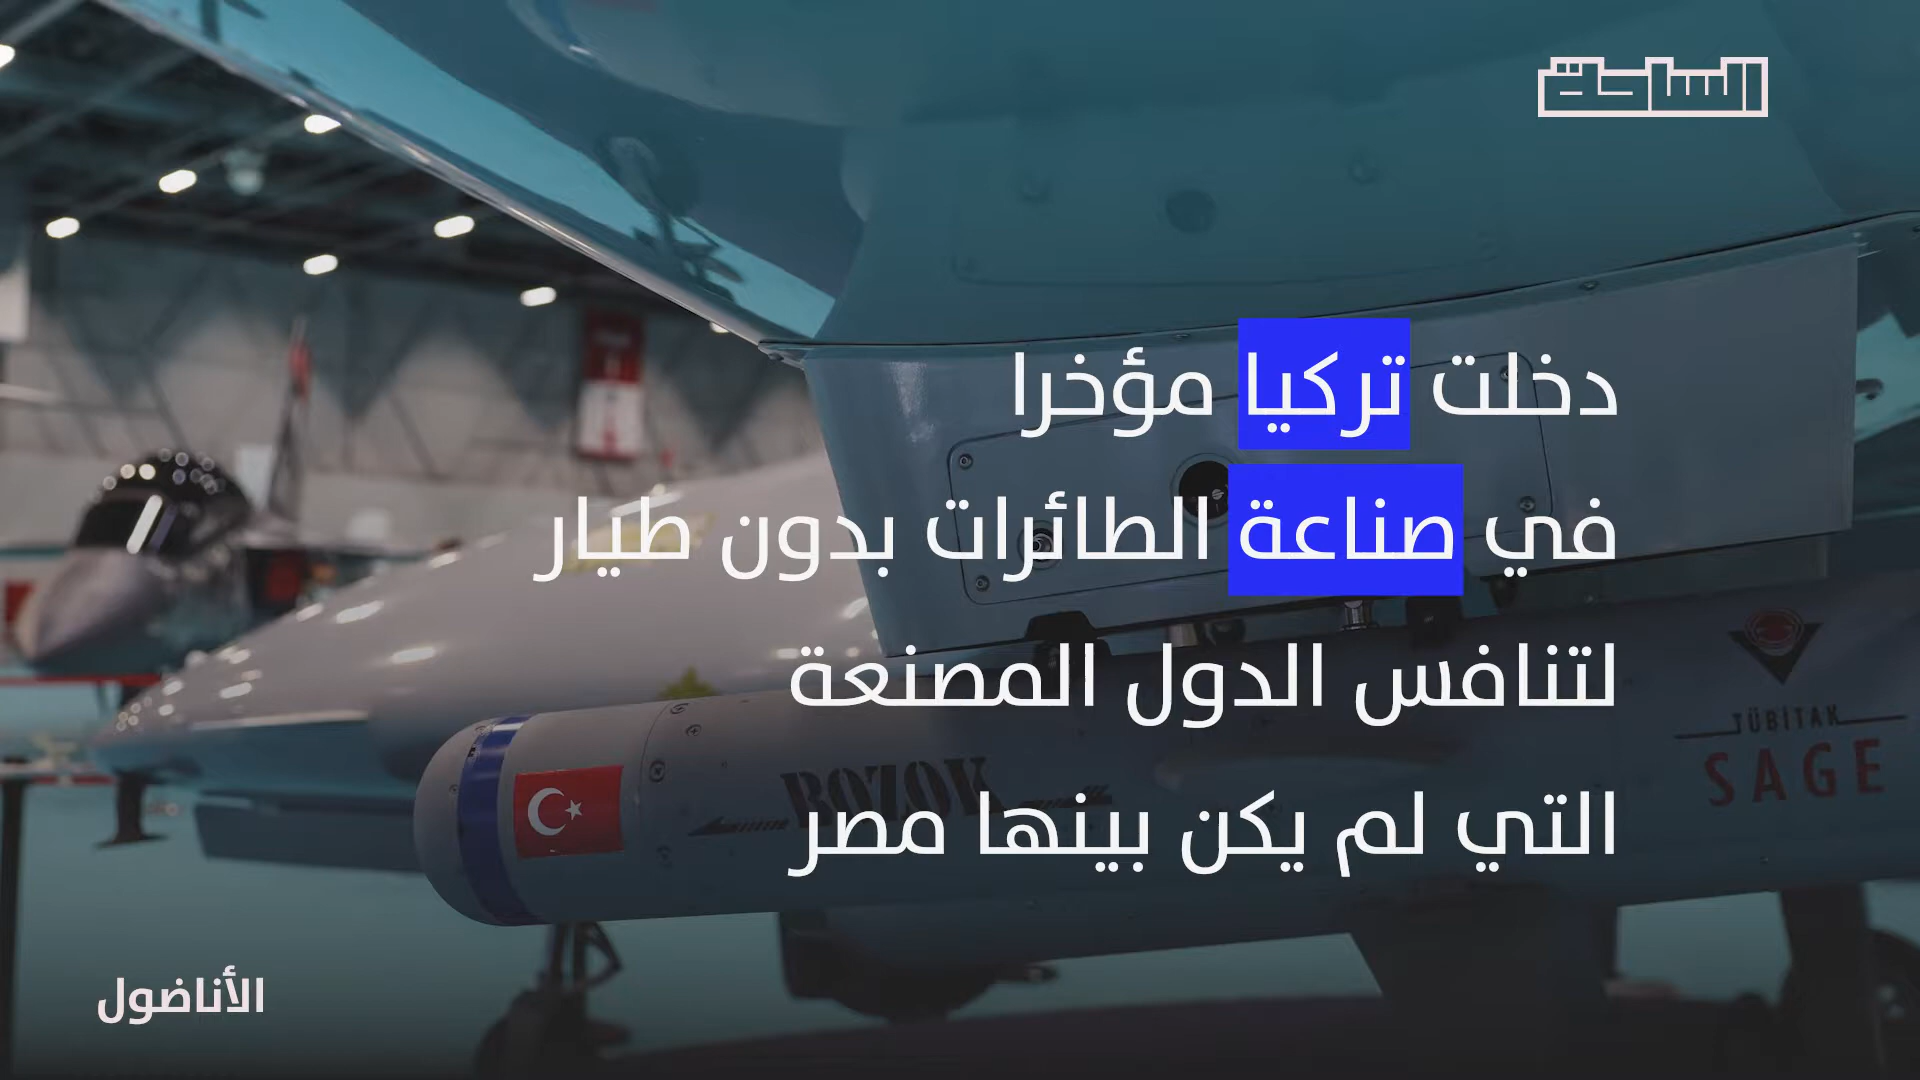 الساحة
دخلت تركيا مؤخرا
في صناعة الطائرات بدون طيار
لتنافس الدول المصنعة
التي لم يكن بينها مصر
BOZOK
TÜBİTAK
SAGE
الأناضول